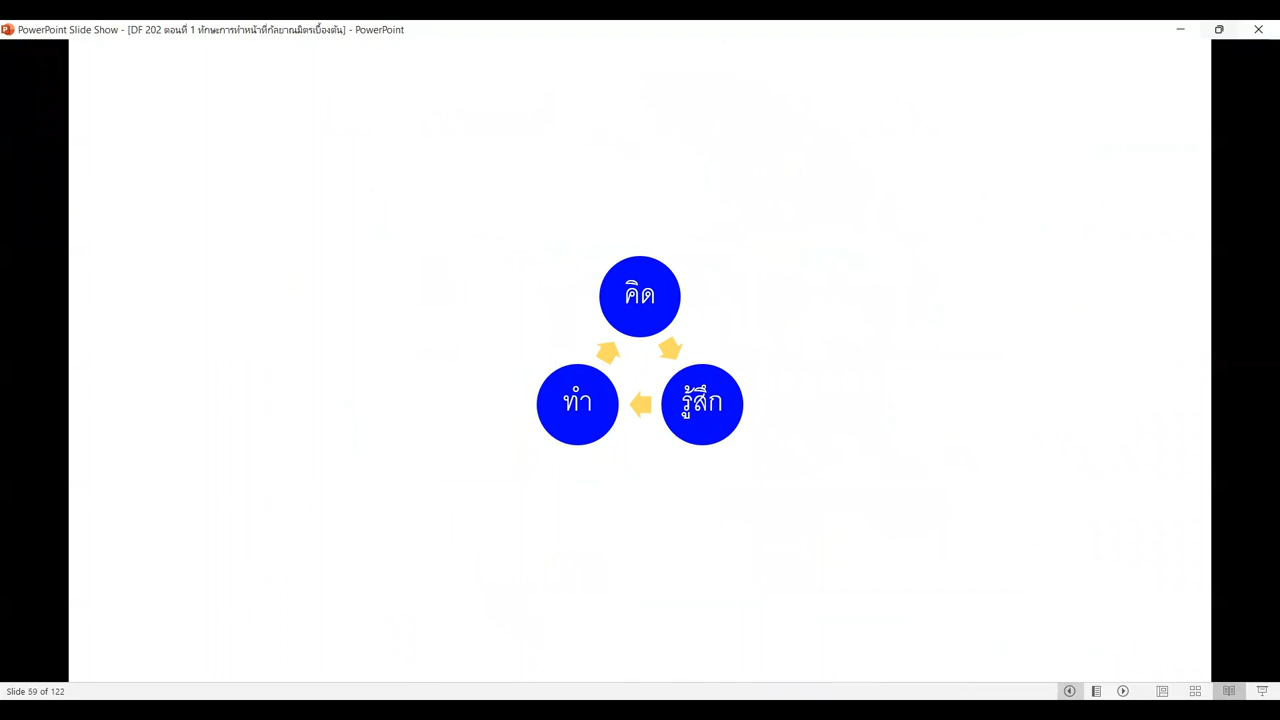 PowerPoint Slide Show - [DF 202 ตอนที่ 1 ทักษะการทำหน้าที่กัลยาณมิตรเบื้องต้น] - PowerPoint
คิด
ทำ
รู้สึก
Slide 59 of 122